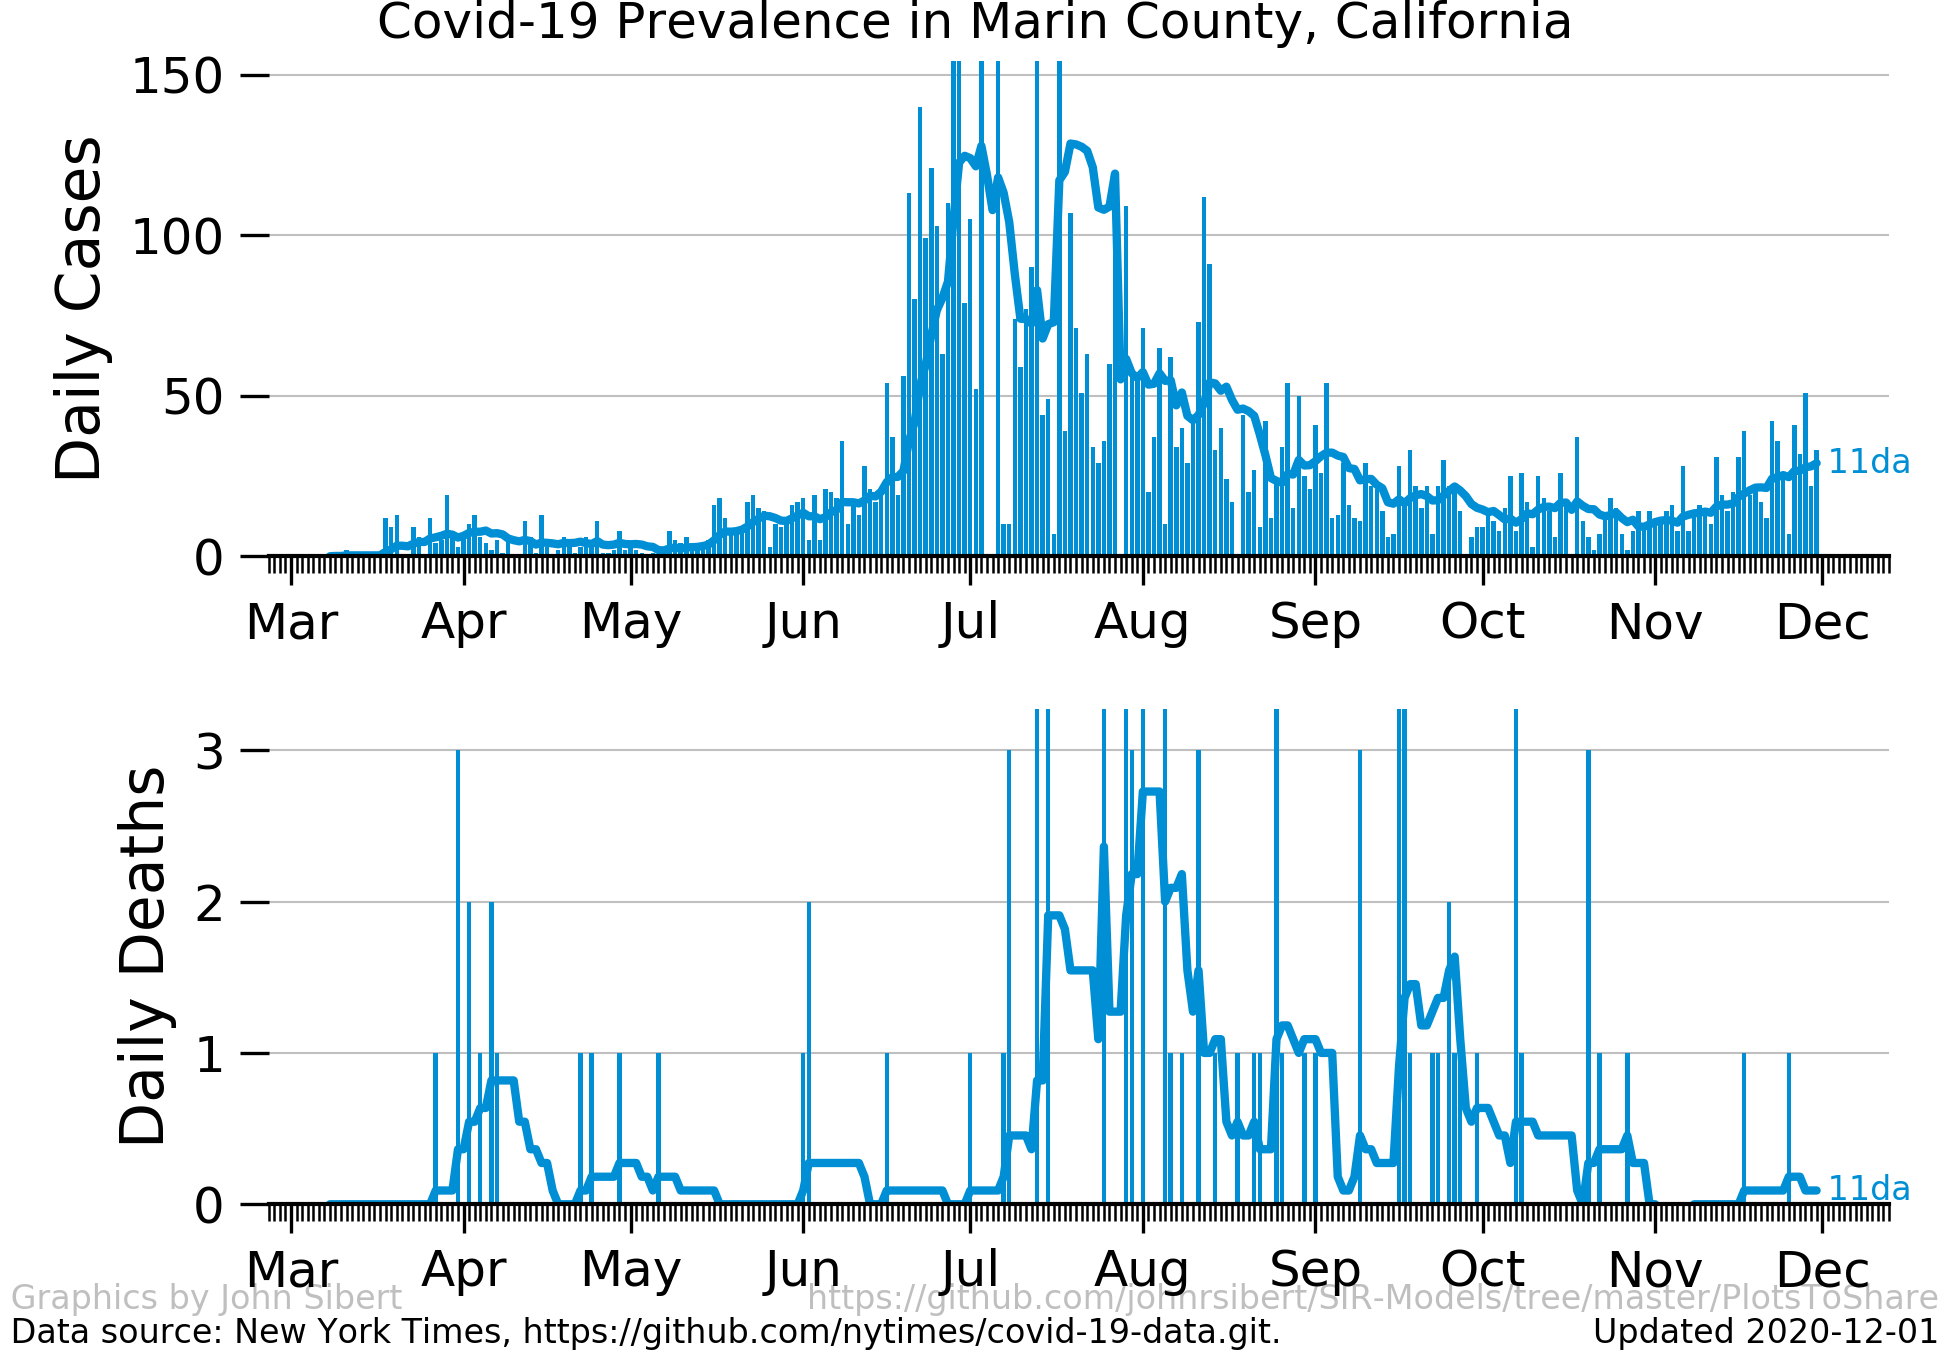 Covid-19 Prevalence in Marin County, California
150
100
50
0
Daily Cases
11da
Mar Apr May Jun Jul Aug Sep Oct Nov Dec
3
2
1
0
Daily Deaths
11da
Mar Apr May Jun Jul Aug Sep Oct Nov Dec
Graphics by John Sibert https://github.com/johnrsibert/SIR-Models/tree/master/PlotsToShare
Data source: New York Times, https://github.com/nytimes/covid-19-data.git. Updated 2020-12-01